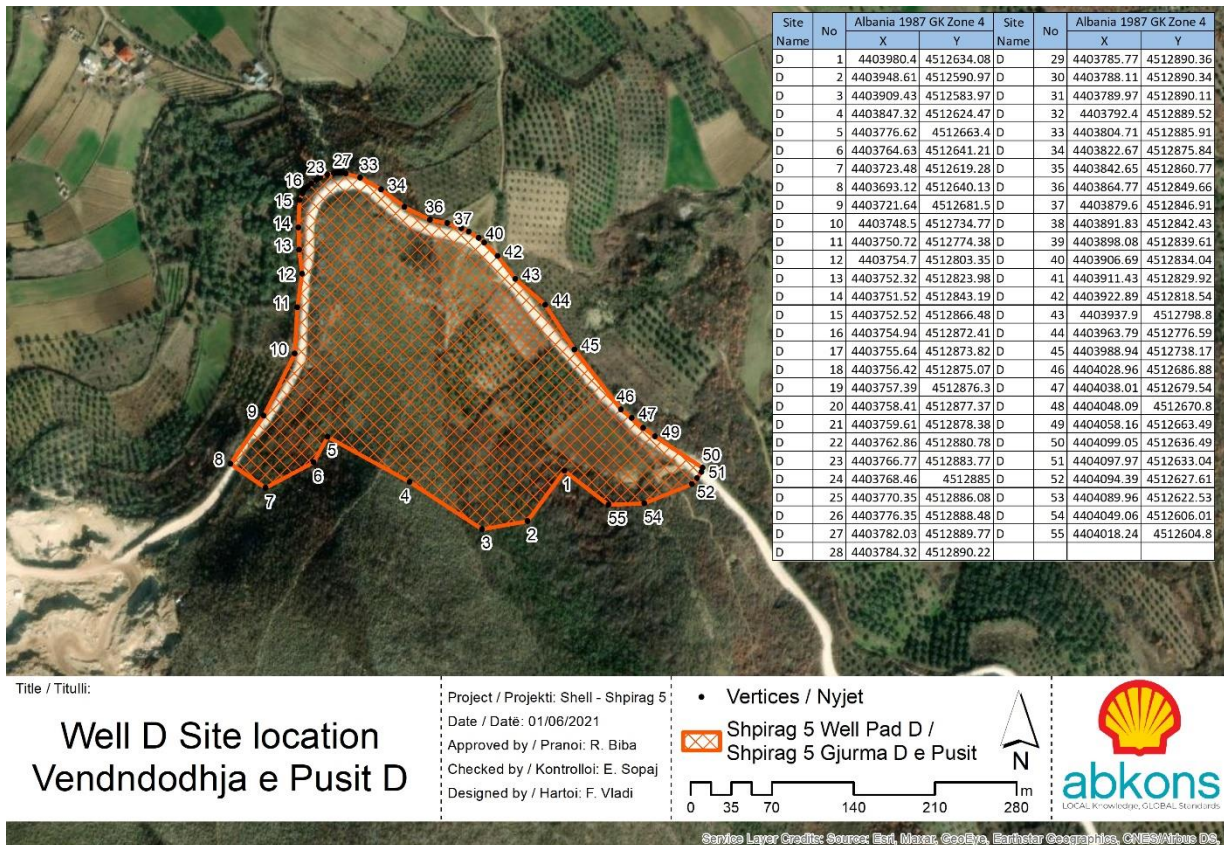 Site Name No Albania 1987 GK Zone 4 Site Name No Albania 1987 GK Zone 4
X Y X Y
D 1 4403980.4 4512634.08 D 29 4403785.77 4512890.36
D 2 4403948.61 4512590.97 D 30 4403788.11 4512890.34
D 3 4403909.43 4512583.97 D 31 4403789.97 4512890.11
D 4 4403847.32 4512624.47 D 32 4403792.4 4512889.52
D 5 4403776.62 4512663.4 D 33 4403804.71 4512885.91
D 6 4403764.63 4512641.21 D 34 4403822.67 4512875.84
D 7 4403723.48 4512619.28 D 35 4403842.65 4512860.77
D 8 4403693.12 4512640.13 D 36 4403864.77 4512849.66
D 9 4403721.64 4512681.5 D 37 4403879.6 4512846.91
D 10 4403748.5 4512734.77 D 38 4403891.83 4512842.43
D 11 4403750.72 4512774.38 D 39 4403898.08 4512839.61
D 12 4403754.7 4512803.35 D 40 4403906.69 4512834.04
D 13 4403752.32 4512823.98 D 41 4403911.43 4512829.92
D 14 4403751.52 4512843.19 D 42 4403922.89 4512818.54
D 15 4403752.52 4512866.48 D 43 4403937.9 4512798.8
D 16 4403754.94 4512872.41 D 44 4403963.79 4512776.59
D 17 4403755.64 4512873.82 D 45 4403988.94 4512738.17
D 18 4403756.42 4512875.07 D 46 4404028.96 4512686.88
D 19 4403757.39 4512876.3 D 47 4404038.01 4512679.54
D 20 4403758.41 4512877.37 D 48 4404048.09 4512670.8
D 21 4403759.61 4512878.38 D 49 4404058.16 4512663.49
D 22 4403762.86 4512880.78 D 50 4404099.05 4512636.49
D 23 4403766.77 4512883.77 D 51 4404097.97 4512633.04
D 24 4403768.46 4512885 D 52 4404094.39 4512627.61
D 25 4403770.35 4512886.08 D 53 4404089.96 4512622.53
D 26 4403776.35 4512888.48 D 54 4404049.06 4512606.01
D 27 4403782.03 4512889.77 D 55 4404018.24 4512604.8
D 28 4403784.32 4512890.22
23 27 33
16 34
15
14 36 37
13 40
12 42
11 43
44
10 45
9 46 47
49
8 5 50
7 6 4 1 51
52
3 2 55 54
Title / Titulli:
Well D Site location
Vendndodhja e Pusit D
Project / Projekti: Shell - Shpirag 5
Date / Datë: 01/06/2021
Approved by / Pranoi: R. Biba
Checked by / Kontrolloi: E. Sopaj
Designed by / Hartoi: F. Vladi
Vertices / Nyjet
Shpirag 5 Well Pad D /
Shpirag 5 Gjurma D e Pusit
N
0 35 70 140 210 280 m
abkons
LOCAL Knowledge, GLOBAL Standards
Service Layer Credits: Source: Esri, Maxar, GeoEye, Earthstar Geographics, CNES/Airbus DS,